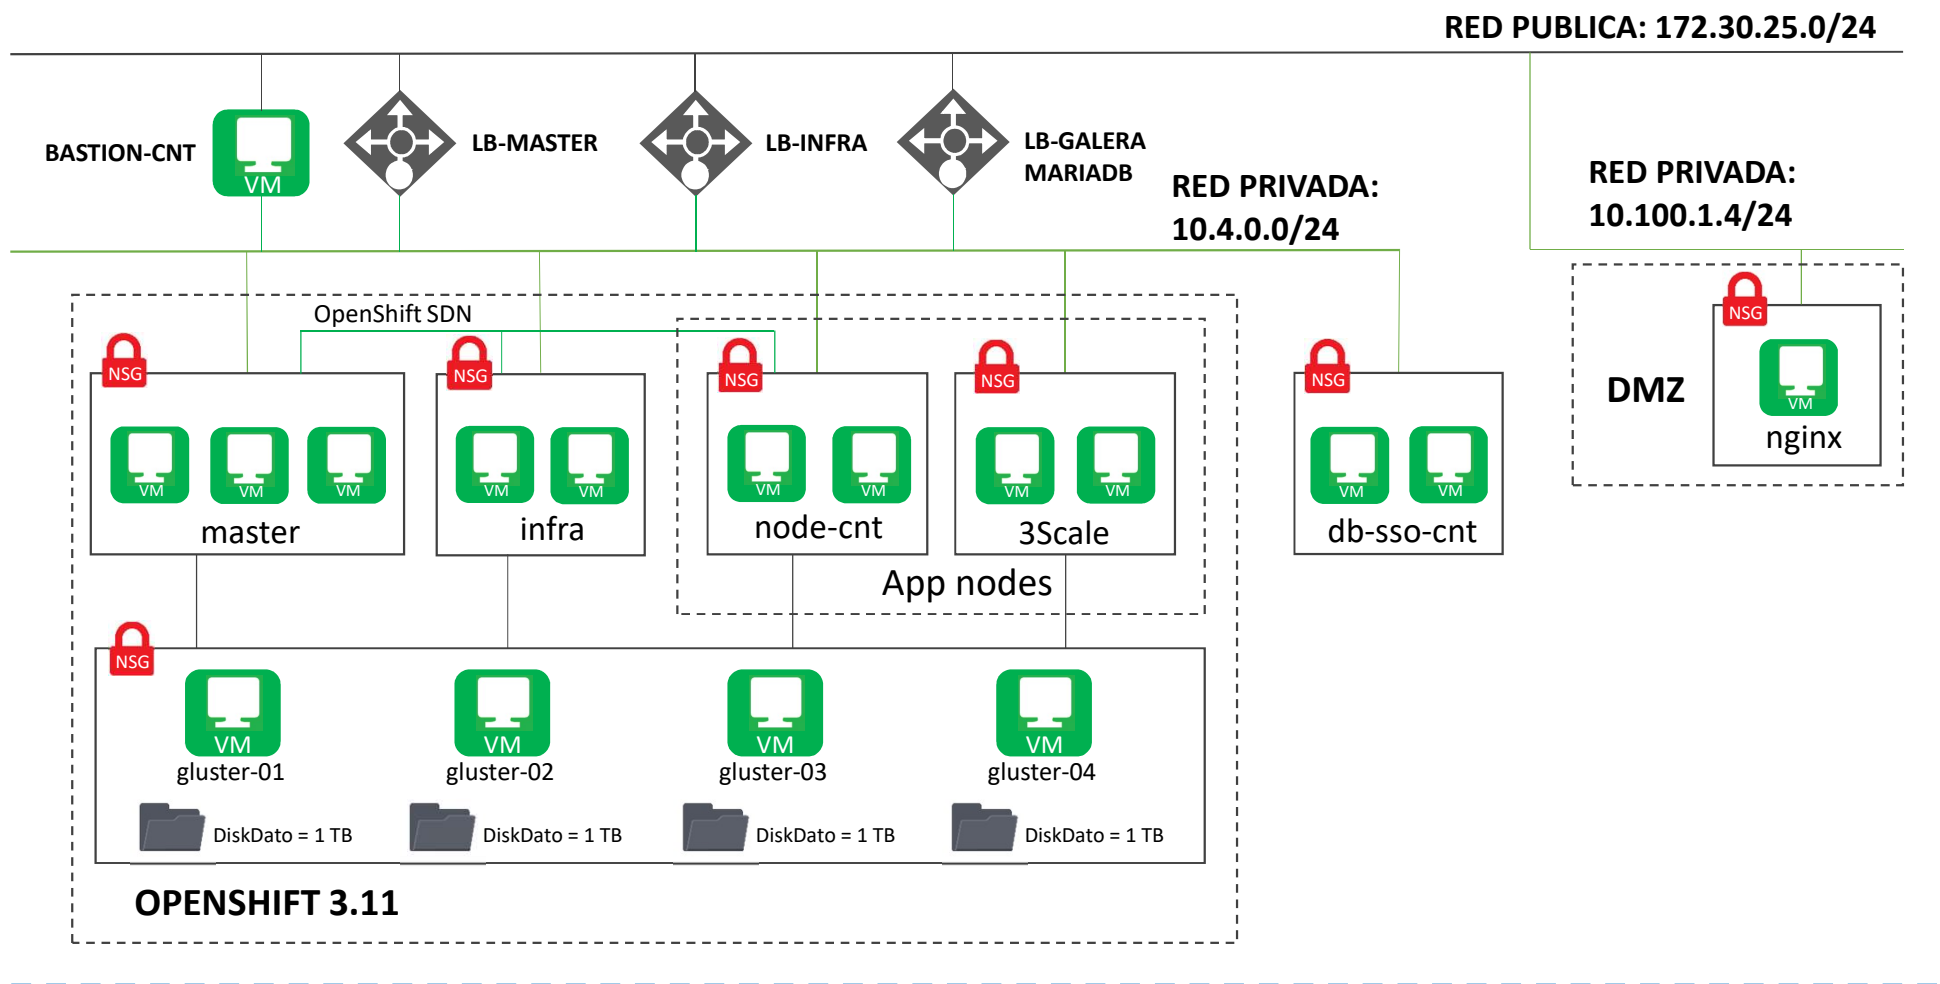 RED PUBLICA: 172.30.25.0/24
BASTION-CNT
VM
LB-MASTER
LB-INFRA
LB-GALERA
MARIADB
RED PRIVADA:
10.4.0.0/24
RED PRIVADA:
10.100.1.4/24
OpenShift SDN
NSG
VM
VM
VM
master
NSG
VM
VM
infra
NSG
VM
VM
node-cnt
NSG
VM
VM
3Scale
App nodes
NSG
VM
VM
db-sso-cnt
DMZ
NSG
VM
nginx
NSG
VM
gluster-01
DiskDato = 1 TB
VM
gluster-02
DiskDato = 1 TB
VM
gluster-03
DiskDato = 1 TB
VM
gluster-04
DiskDato = 1 TB
OPENSHIFT 3.11